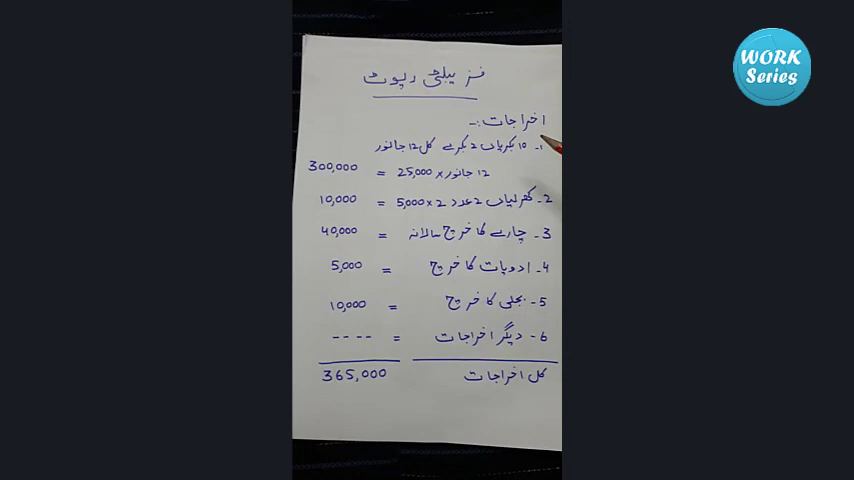 فزیبلٹی رپوٹ
اخراجات:-
1- 10 بکریاں 2 بکرے کل 12 جانور
12 جانور × 25,000 = 300,000
2- کھرلیاں 2 عدد 2 × 5,000 = 10,000
3- چارے کا خرچ سالانہ = 40,000
4- ادویات کا خرچ = 5,000
5- بجلی کا خرچ = 10,000
6- دیگر اخراجات = ----
کل اخراجات 365,000
WORK
Series